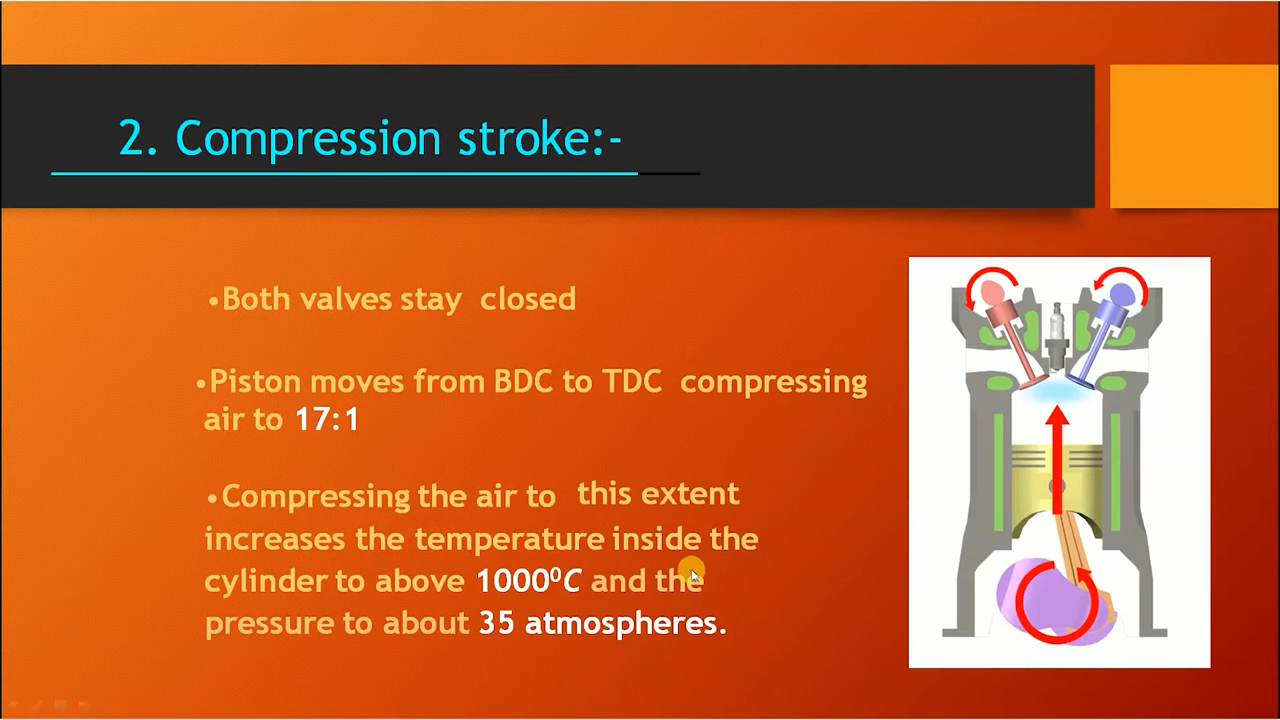 2. Compression stroke:-
•Both valves stay closed
•Piston moves from BDC to TDC compressing
air to 17:1
•Compressing the air to this extent
increases the temperature inside the
cylinder to above 1000⁰C and the
pressure to about 35 atmospheres.